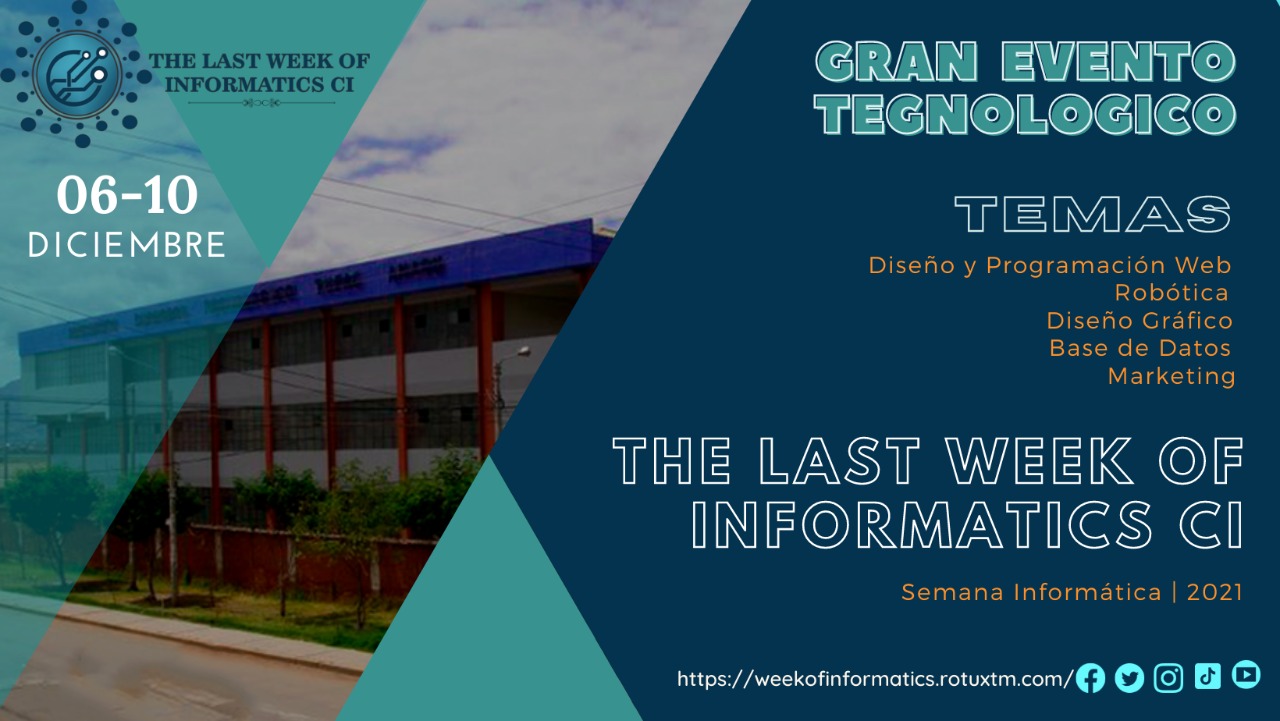 THE LAST WEEK OF
INFORMATICS CI
06-10
DICIEMBRE
GRAN EVENTO
TEGNOLOGICO
TEMAS
Diseño y Programación Web
Robótica
Diseño Gráfico
Base de Datos
Marketing
THE LAST WEEK OF
INFORMATICS CI
Semana Informática | 2021
https://weekofinformatics.rotuxtm.com/